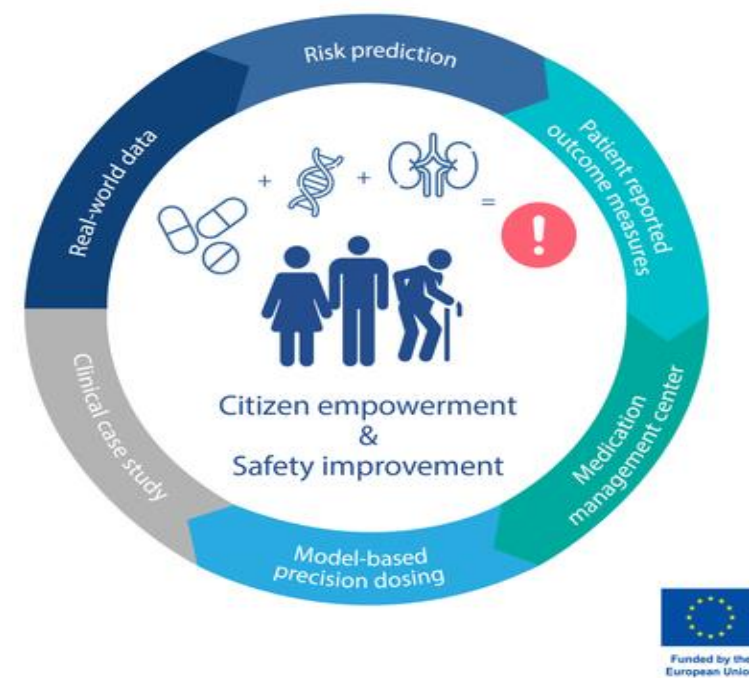 Risk prediction
Patient reported
outcome measures
Medication
management center
Model-based
precision dosing
Clinical case study
Real-world data
+
+
=
!
Citizen empowerment
&
Safety improvement
Funded by the
European Union